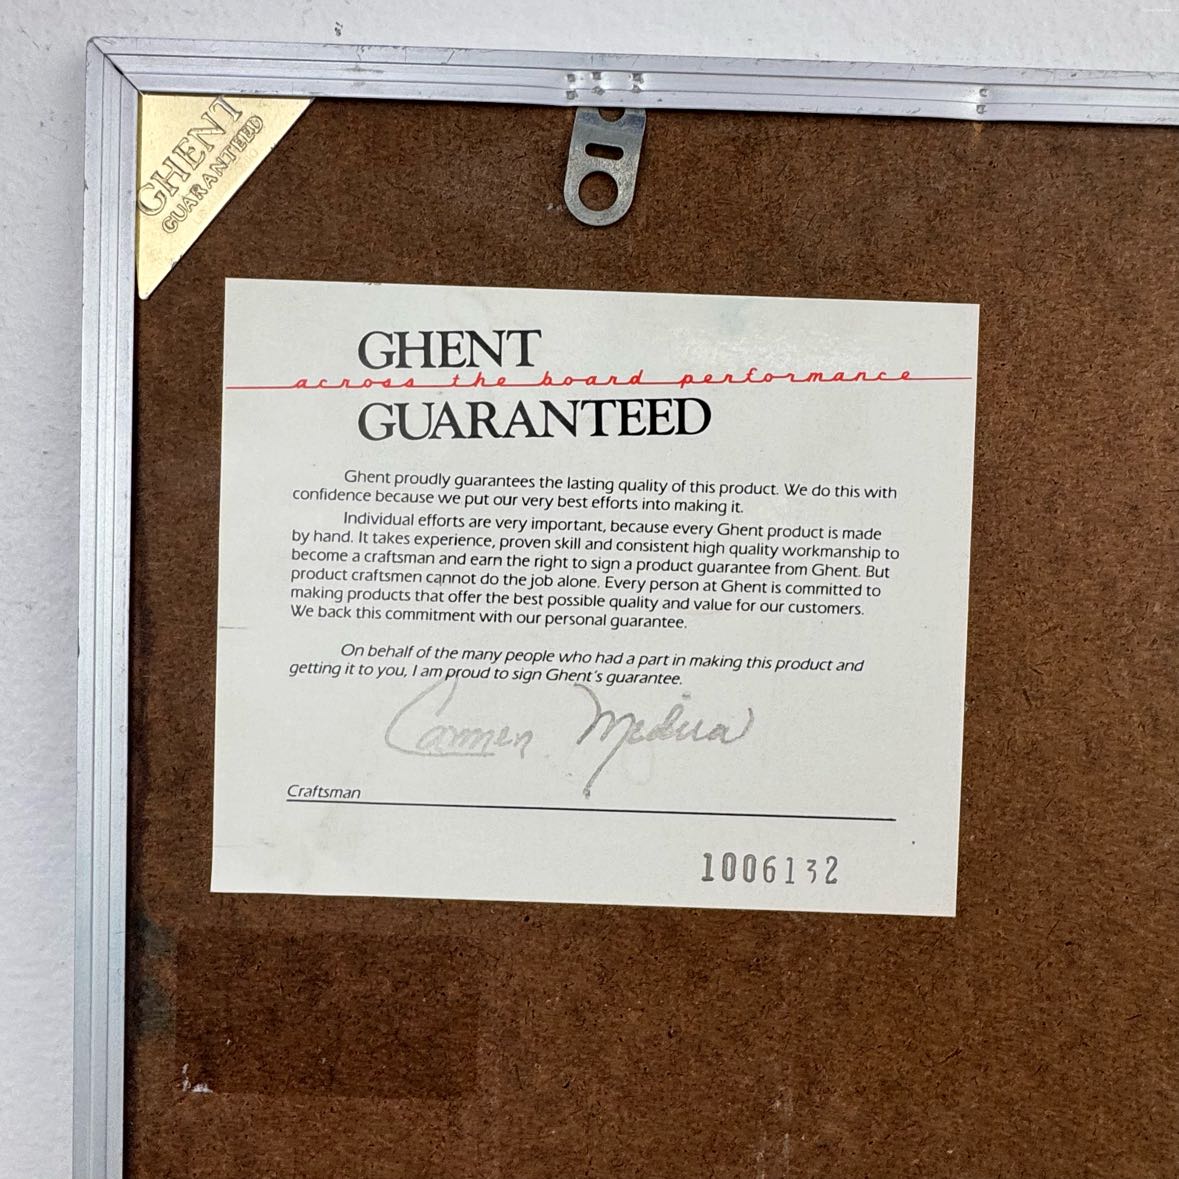 GHENT
GUARANTEED
GHENT
across the board performance
GUARANTEED
Ghent proudly guarantees the lasting quality of this product. We do this with
confidence because we put our very best efforts into making it.
Individual efforts are very important, because every Ghent product is made
by hand. It takes experience, proven skill and consistent high quality workmanship to
become a craftsman and earn the right to sign a product guarantee from Ghent. But
product craftsmen cannot do the job alone. Every person at Ghent is committed to
making products that offer the best possible quality and value for our customers.
We back this commitment with our personal guarantee.
On behalf of the many people who had a part in making this product and
getting it to you, I am proud to sign Ghent's guarantee.
Carmen Medina
Craftsman
1006132